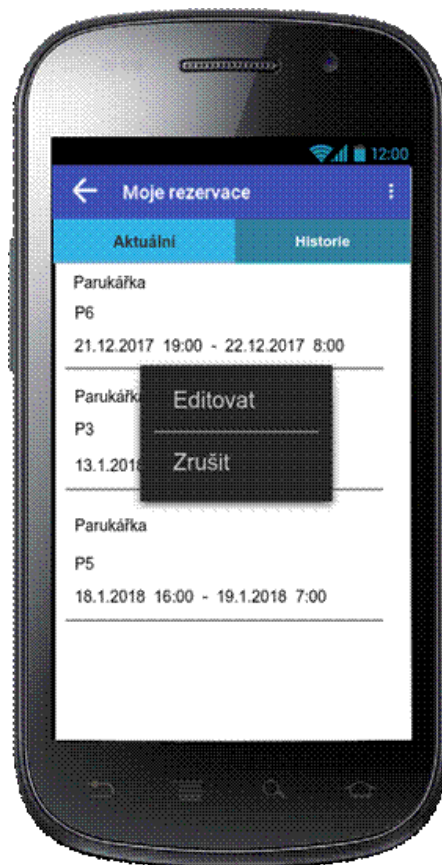 12:00
Moje rezervace
Aktuální
Historie
Parukářka
P6
21.12.2017 19:00 - 22.12.2017 8:00
Editovat
P3
13.1.2018
Zrušit
Parukářka
P5
18.1.2018 16:00 - 19.1.2018 7:00